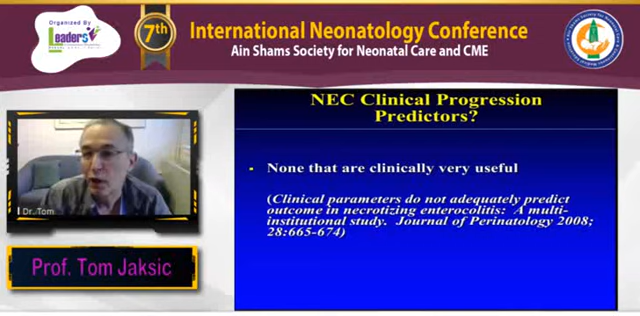 Organized By
Leaders
7th
International Neonatology Conference
Ain Shams Society for Neonatal Care and CME
NEC Clinical Progression
Predictors?
None that are clinically very useful
(Clinical parameters do not adequately predict
outcome in necrotizing enterocolitis: A multi-
institutional study. Journal of Perinatology 2008;
28:665-674)
Dr. Tom
Prof. Tom Jaksic